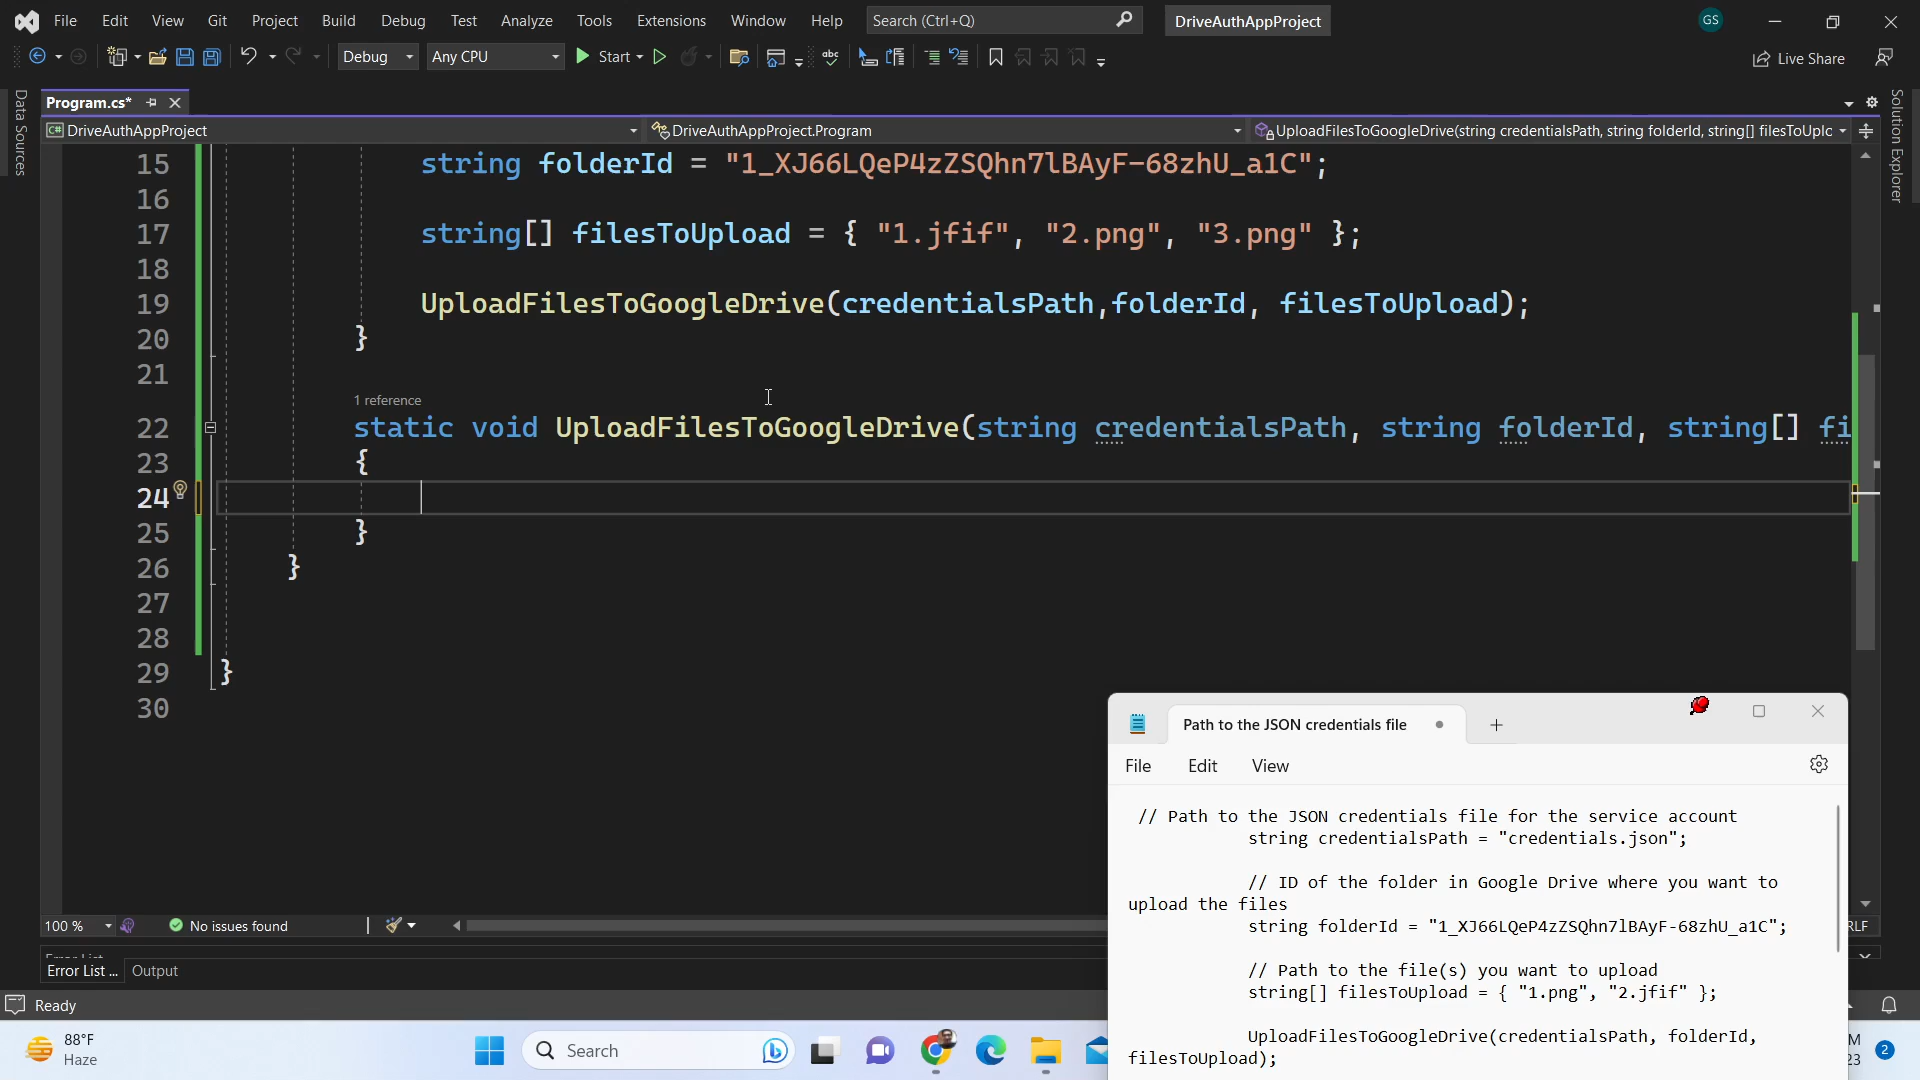 File Edit View Git Project Build Debug Test Analyze Tools Extensions Window Help Search (Ctrl+Q) DriveAuthAppProject GS
Debug Any CPU Start abc Live Share
Data Sources
Program.cs*
Solution Explorer
C# DriveAuthAppProject DriveAuthAppProject.Program UploadFilesToGoogleDrive(string credentialsPath, string folderId, string[] filesToUplo
15 string folderId = "1_XJ66LQeP4zZSQhn7lBAyF-68zhU_a1C";
16
17 string[] filesToUpload = { "1.jfif", "2.png", "3.png" };
18
19 UploadFilesToGoogleDrive(credentialsPath,folderId, filesToUpload);
20 }
21
1 reference
22 static void UploadFilesToGoogleDrive(string credentialsPath, string folderId, string[] fi
23 {
24
25 }
26 }
27
28
29 }
30
100 % No issues found RLF
Error List ... Output
Ready
Path to the JSON credentials file
File Edit View
// Path to the JSON credentials file for the service account
string credentialsPath = "credentials.json";
// ID of the folder in Google Drive where you want to
upload the files
string folderId = "1_XJ66LQeP4zZSQhn7lBAyF-68zhU_a1C";
// Path to the file(s) you want to upload
string[] filesToUpload = { "1.png", "2.jfif" };
UploadFilesToGoogleDrive(credentialsPath, folderId,
filesToUpload);
88°F
Haze
Search
M
23
2